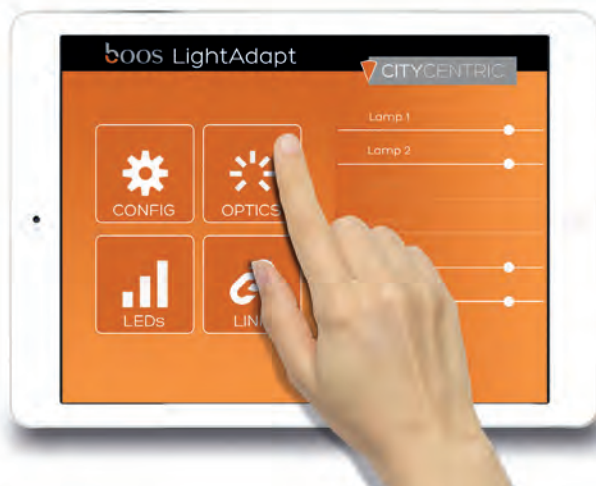 boos LightAdapt
CITYCENTRIC
Lamp 1
Lamp 2
CONFIG
OPTICS
LEDs